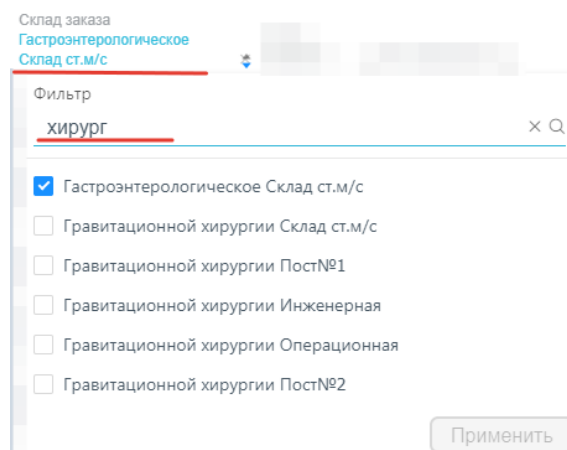 Склад заказа
Гастроэнтерологическое
Склад ст.м/с
Фильтр
хирург
Гастроэнтерологическое Склад ст.м/с
Гравитационной хирургии Склад ст.м/с
Гравитационной хирургии Пост№1
Гравитационной хирургии Инженерная
Гравитационной хирургии Операционная
Гравитационной хирургии Пост№2
Применить